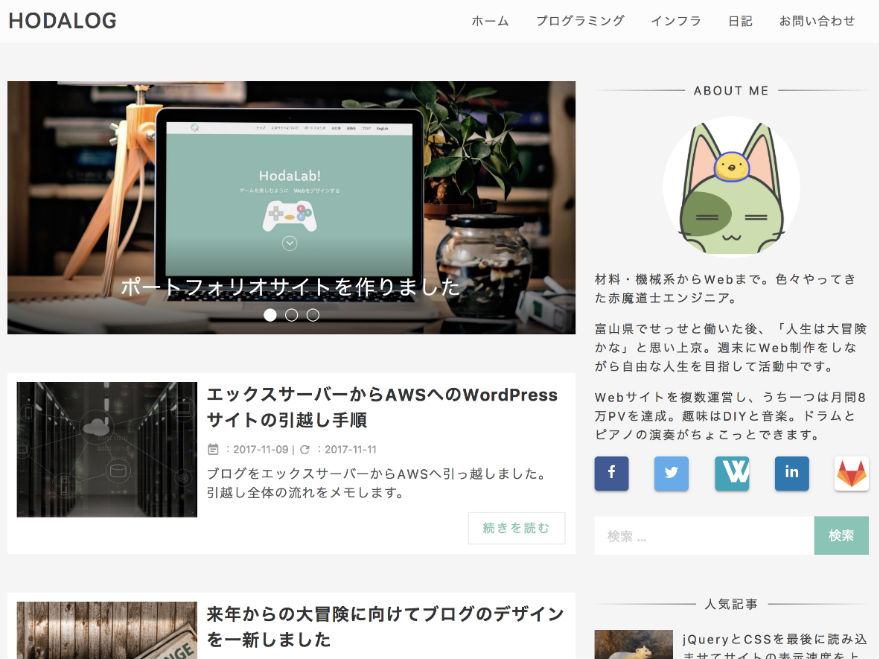 HODALOG
ホーム プログラミング インフラ 日記 お問い合わせ
HodaLab!
ゲームを楽しむように Webをデザインする
ポートフォリオサイトを作りました
エックスサーバーからAWSへのWordPress
サイトの引越し手順
：2017-11-09 | ：2017-11-11
ブログをエックスサーバーからAWSへ引っ越しました。
引越し全体の流れをメモします。
続きを読む
来年からの大冒険に向けてブログのデザイン
を一新しました
ABOUT ME
材料・機械系からWebまで。色々やってき
た赤魔道士エンジニア。
富山県でせっせと働いた後、「人生は大冒険
かな」と思い上京。週末にWeb制作をしな
がら自由な人生を目指して活動中です。
Webサイトを複数運営し、うち一つは月間8
万PVを達成。趣味はDIYと音楽。ドラムと
ピアノの演奏がちょこっとできます。
検索 ...
検索
人気記事
jQueryとCSSを最後に読み込
ませてサイトの表示速度を上